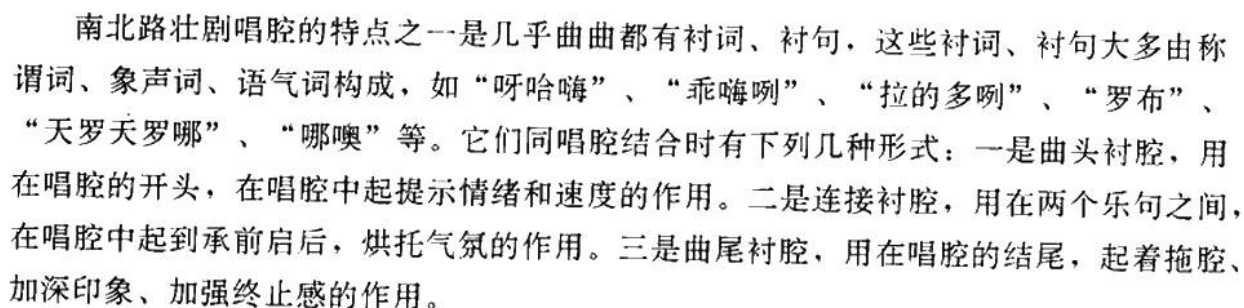 南北路壮剧唱腔的特点之一是几乎曲曲都有衬词、衬句，这些衬词、衬句大多由称
谓词、象声词、语气词构成，如“呀哈嗨”、“乖嗨咧”、“拉的多咧”、“罗布”、
“天罗天罗哪”、“哪噢”等。它们同唱腔结合时有下列几种形式：一是曲头衬腔，用
在唱腔的开头，在唱腔中起提示情绪和速度的作用。二是连接衬腔，用在两个乐句之间，
在唱腔中起到承前启后，烘托气氛的作用。三是曲尾衬腔，用在唱腔的结尾，起着拖腔、
加深印象、加强终止感的作用。